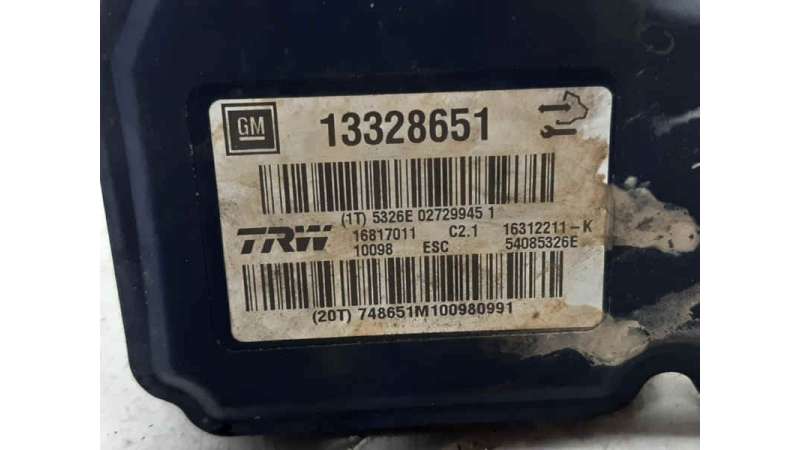 GM 13328651
(1T) 5326E 02729945 1
TRW 16817011 C2.1 16312211-K
10098 ESC 54085326E
(20T) 748651M100980991